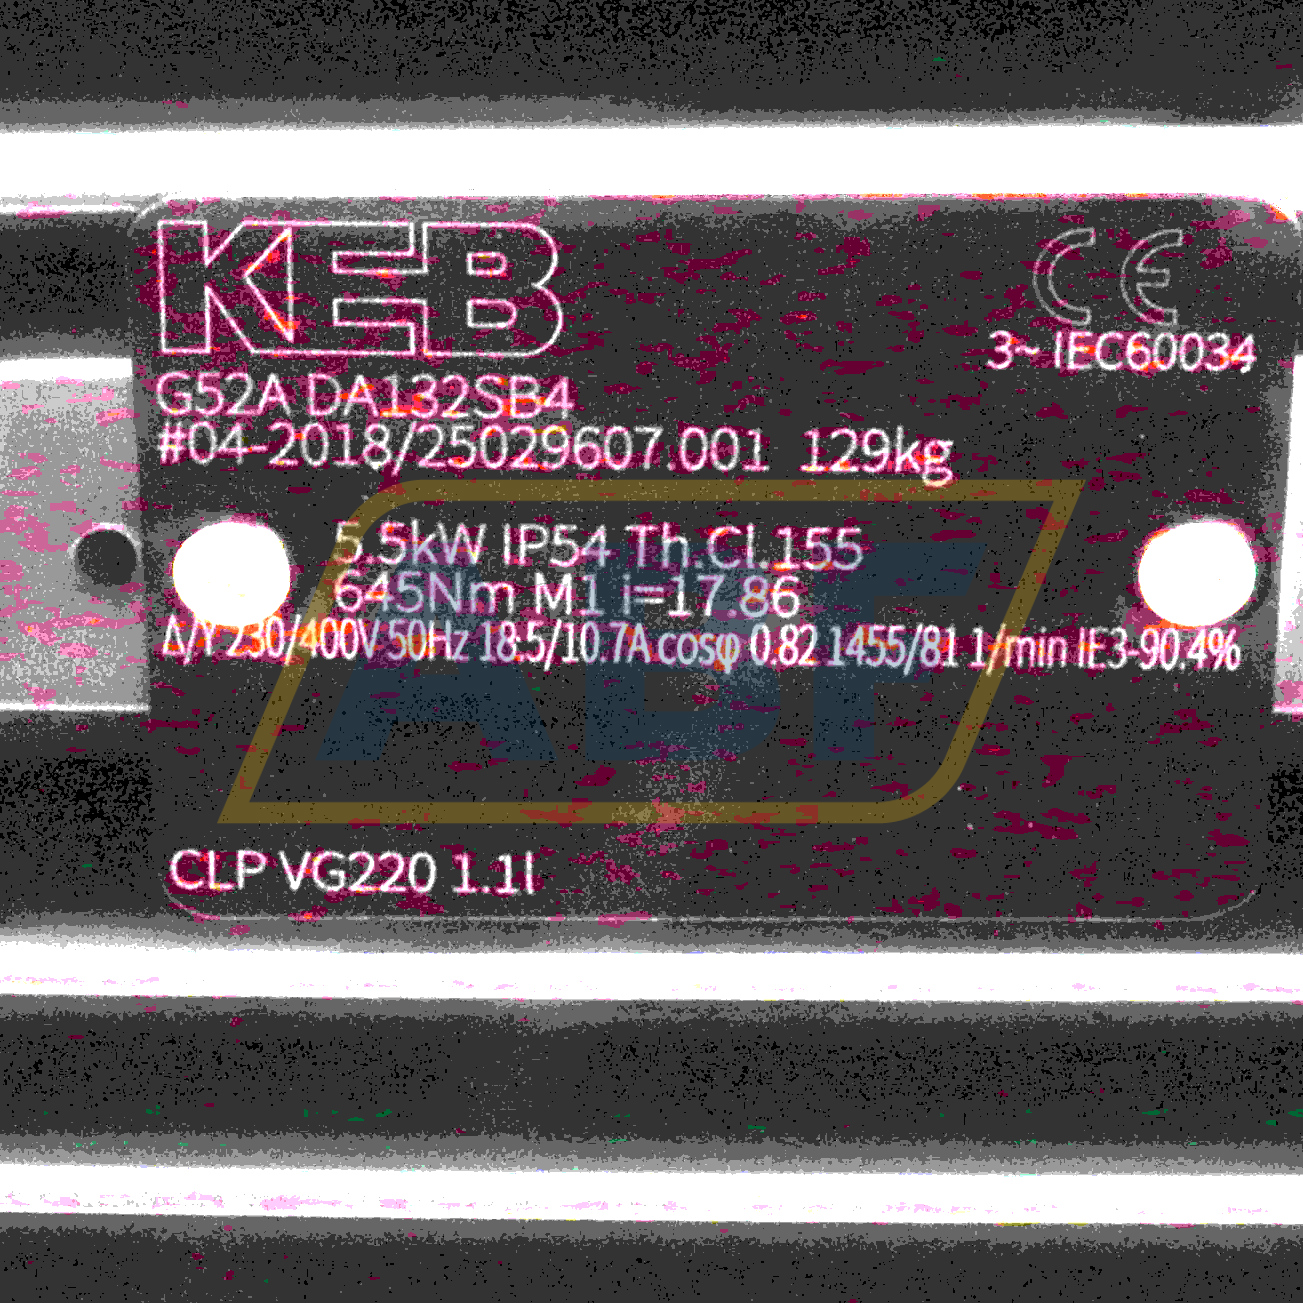 KEB
CE
3~ IEC60034
G52A DA132SB4
#04-2018/25029607.001 129kg
5.5kW IP54 Th.Cl.155
645Nm M1 i=17.86
Δ/Y 230/400V 50Hz 18.5/10.7A cosφ 0.82 1455/81 1/min IE3-90.4%
ADF
CLP VG220 1.1l